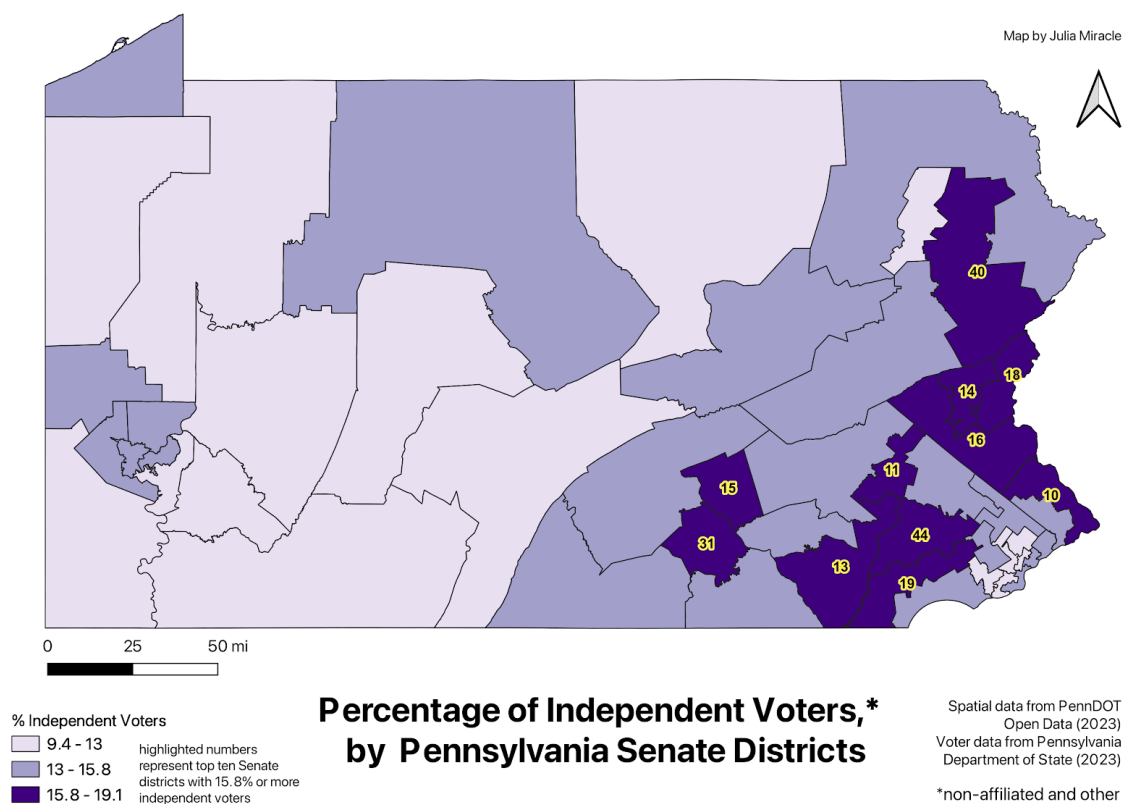 Map by Julia Miracle
40
18
14
16
11
15
10
44
31
13
19
0 25 50 mi
Percentage of Independent Voters,*
by Pennsylvania Senate Districts
% Independent Voters
9.4 - 13
13 - 15.8
15.8 - 19.1
highlighted numbers
represent top ten Senate
districts with 15.8% or more
independent voters
Spatial data from PennDOT
Open Data (2023)
Voter data from Pennsylvania
Department of State (2023)
*non-affiliated and other